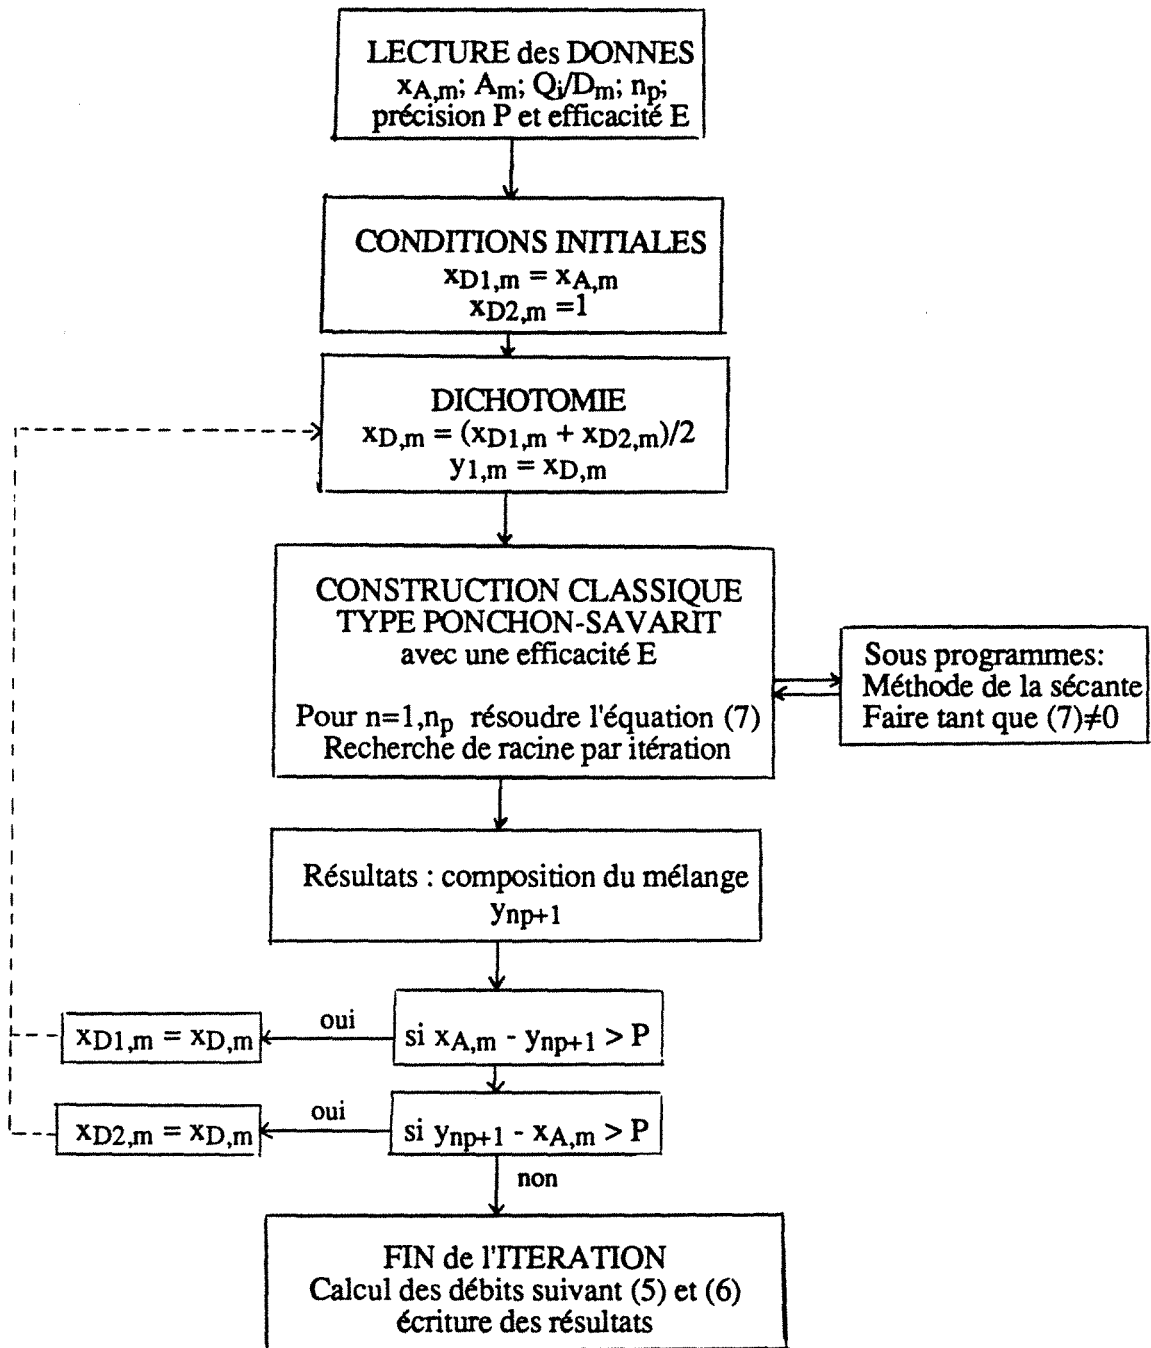 LECTURE des DONNES
xA,m; Am; Qi/Dm; np;
précision P et efficacité E
CONDITIONS INITIALES
xD1,m = xA,m
xD2,m =1
DICHOTOMIE
xD,m = (xD1,m + xD2,m)/2
y1,m = xD,m
CONSTRUCTION CLASSIQUE
TYPE PONCHON-SAVARIT
avec une efficacité E
Pour n=1,np résoudre l'équation (7)
Recherche de racine par itération
Sous programmes:
Méthode de la sécante
Faire tant que (7)≠0
Résultats : composition du mélange
ynp+1
xD1,m = xD,m
oui
si xA,m - ynp+1 > P
xD2,m = xD,m
oui
si ynp+1 - xA,m > P
non
FIN de l'ITERATION
Calcul des débits suivant (5) et (6)
écriture des résultats